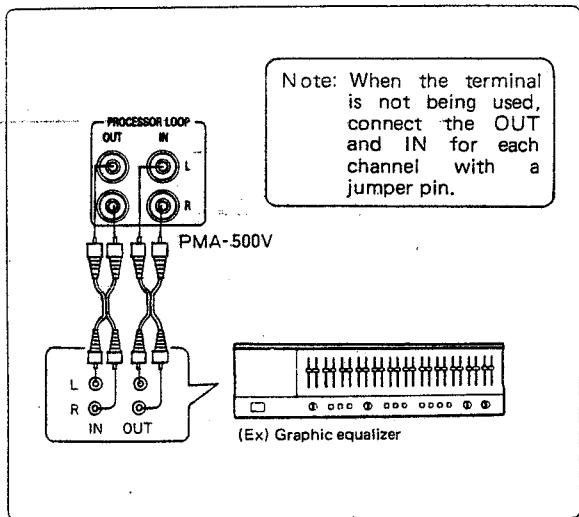 Note: When the terminal
is not being used,
connect the OUT
and IN for each
channel with a
jumper pin.
PROCESSOR LOOP
OUT IN
L
R
PMA-500V
L
R
IN OUT
(Ex) Graphic equalizer